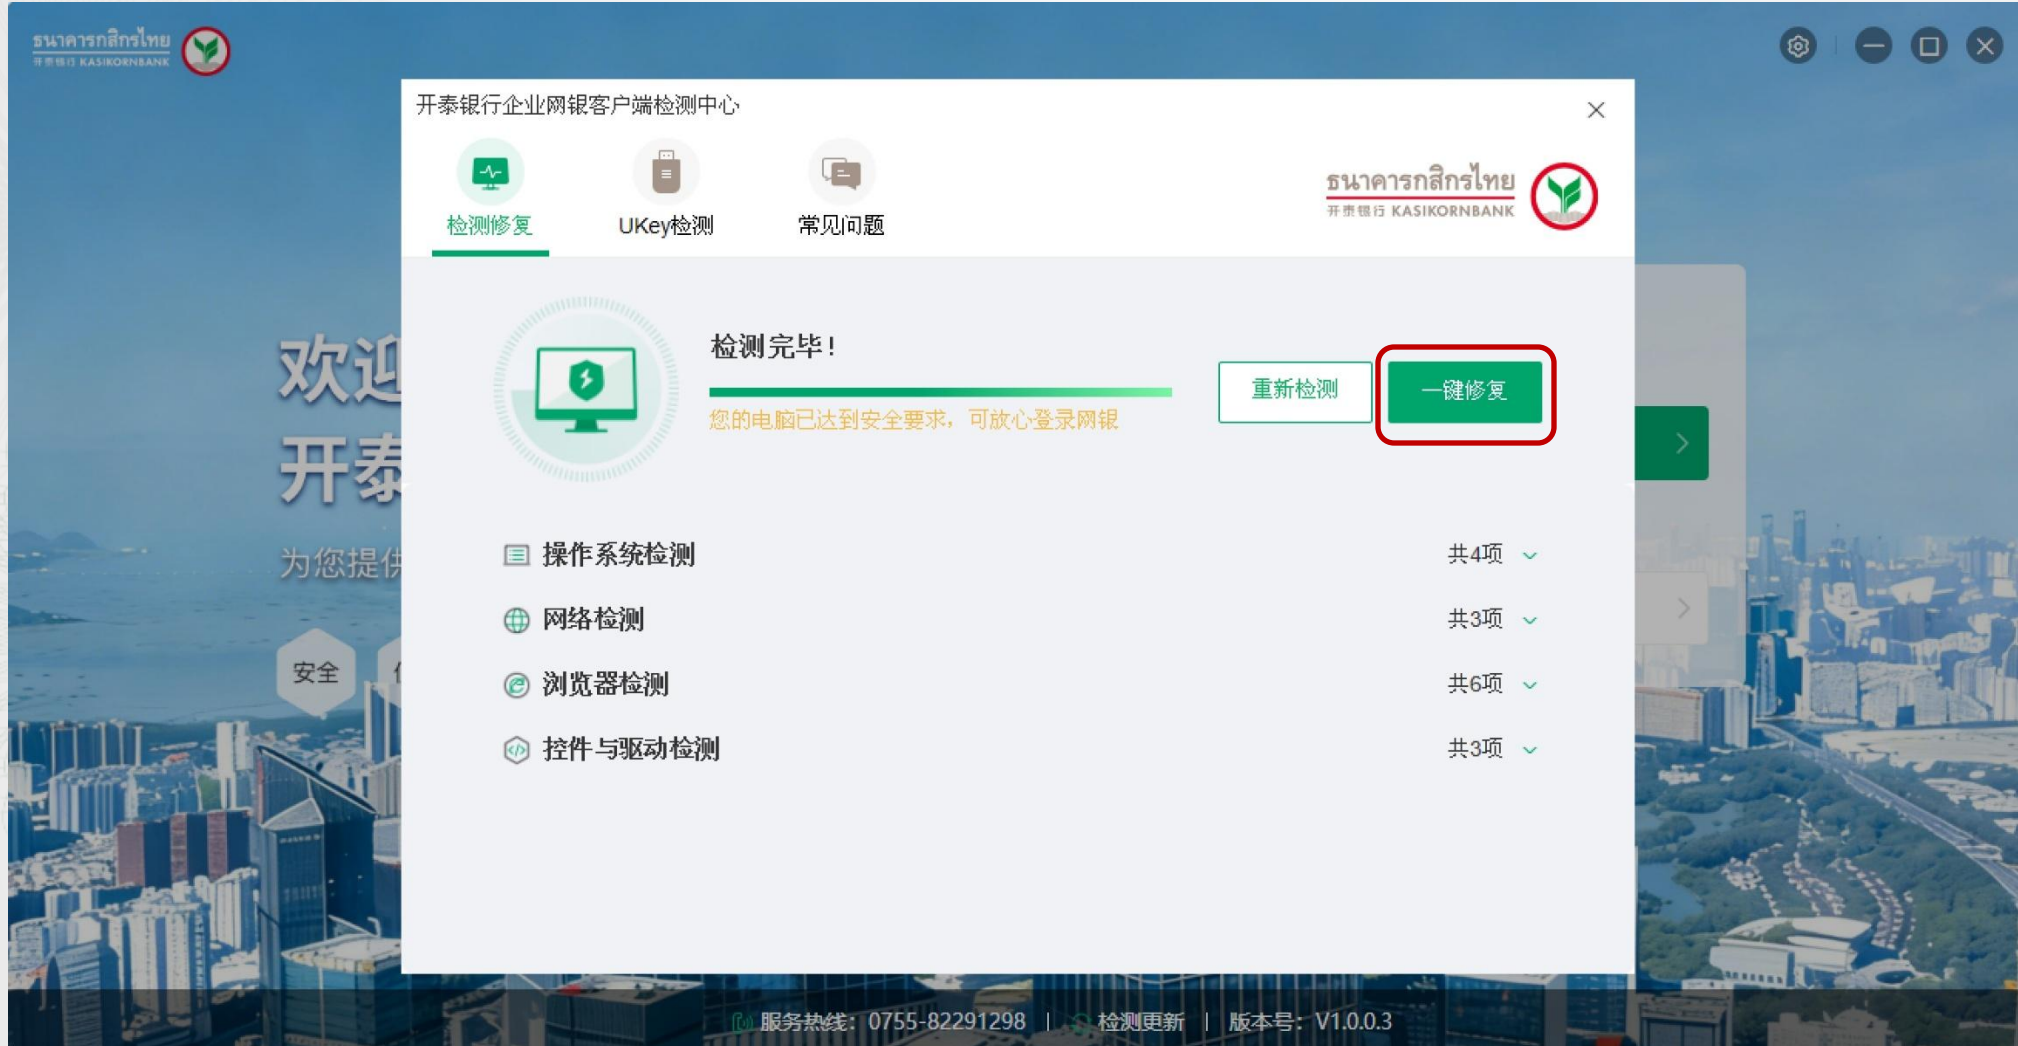 ธนาคารกสิกรไทย
开泰银行 KASIKORNBANK
开泰银行企业网银客户端检测中心
检测修复
UKey检测
常见问题
ธนาคารกสิกรไทย
开泰银行 KASIKORNBANK
欢迎
开泰
为您提供
安全
检测完毕！
您的电脑已达到安全要求，可放心登录网银
重新检测
一键修复
操作系统检测 共4项
网络检测 共3项
浏览器检测 共6项
控件与驱动检测 共3项
服务热线：0755-82291298 | 检测更新 | 版本号：V1.0.0.3